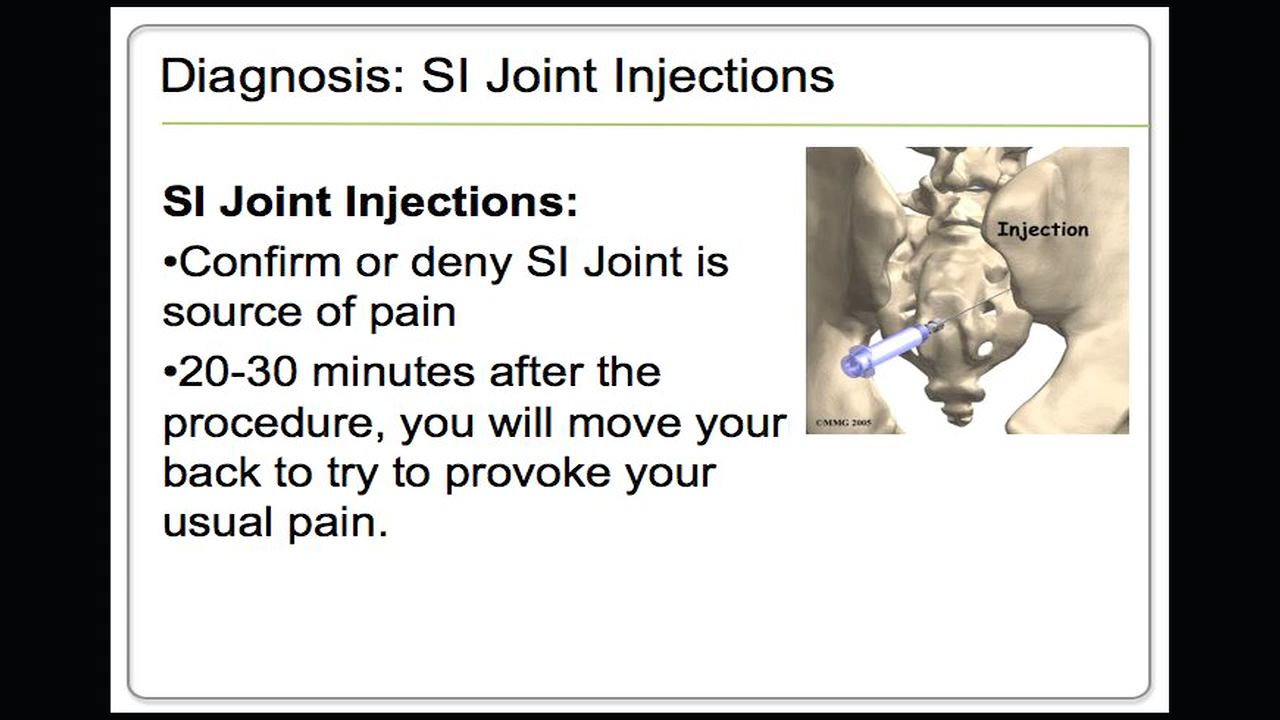 Diagnosis: SI Joint Injections
SI Joint Injections:
•Confirm or deny SI Joint is
source of pain
•20-30 minutes after the
procedure, you will move your
back to try to provoke your
usual pain.
Injection
©MMG 2005